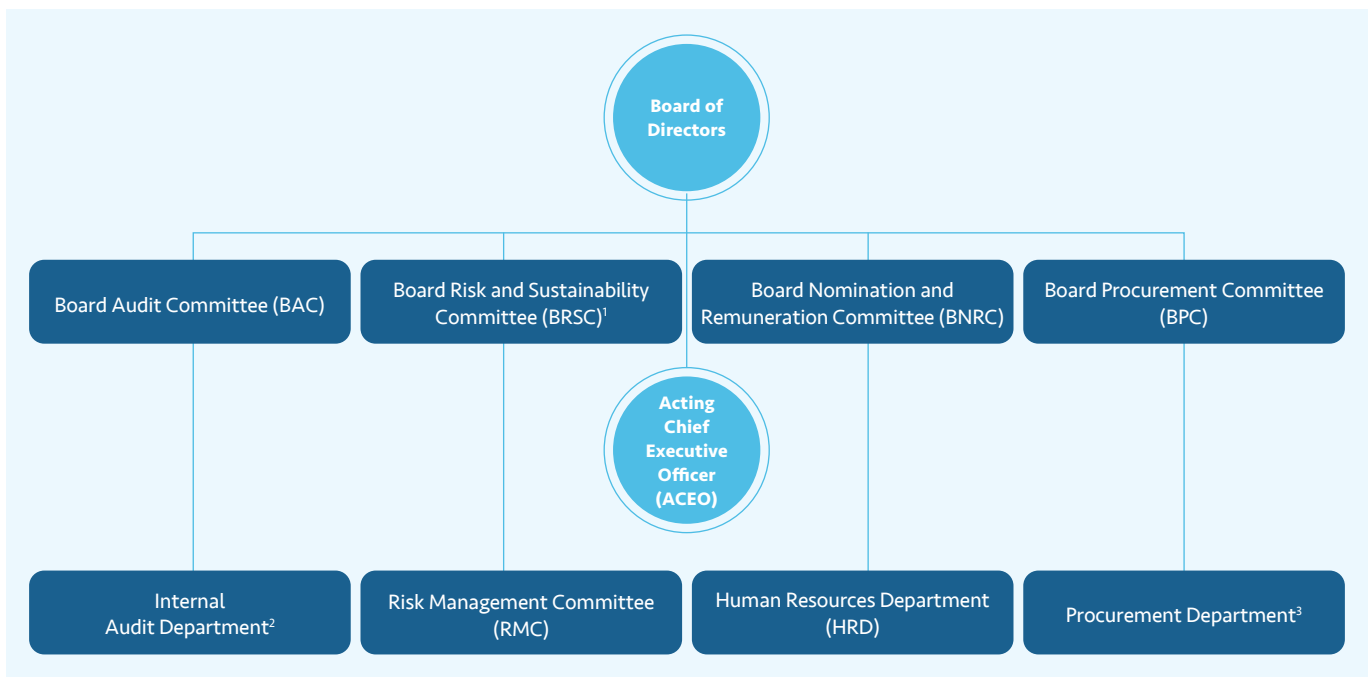 Board of
Directors
Board Audit Committee (BAC)
Board Risk and Sustainability
Committee (BRSC)¹
Board Nomination and
Remuneration Committee (BNRC)
Board Procurement Committee
(BPC)
Acting
Chief
Executive
Officer
(ACEO)
Internal
Audit Department²
Risk Management Committee
(RMC)
Human Resources Department
(HRD)
Procurement Department³